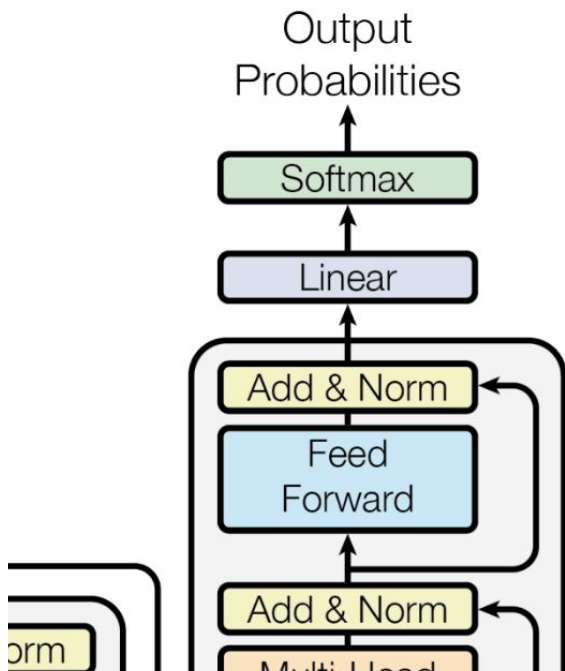 Output
Probabilities
Softmax
Linear
Add & Norm
Feed
Forward
Add & Norm